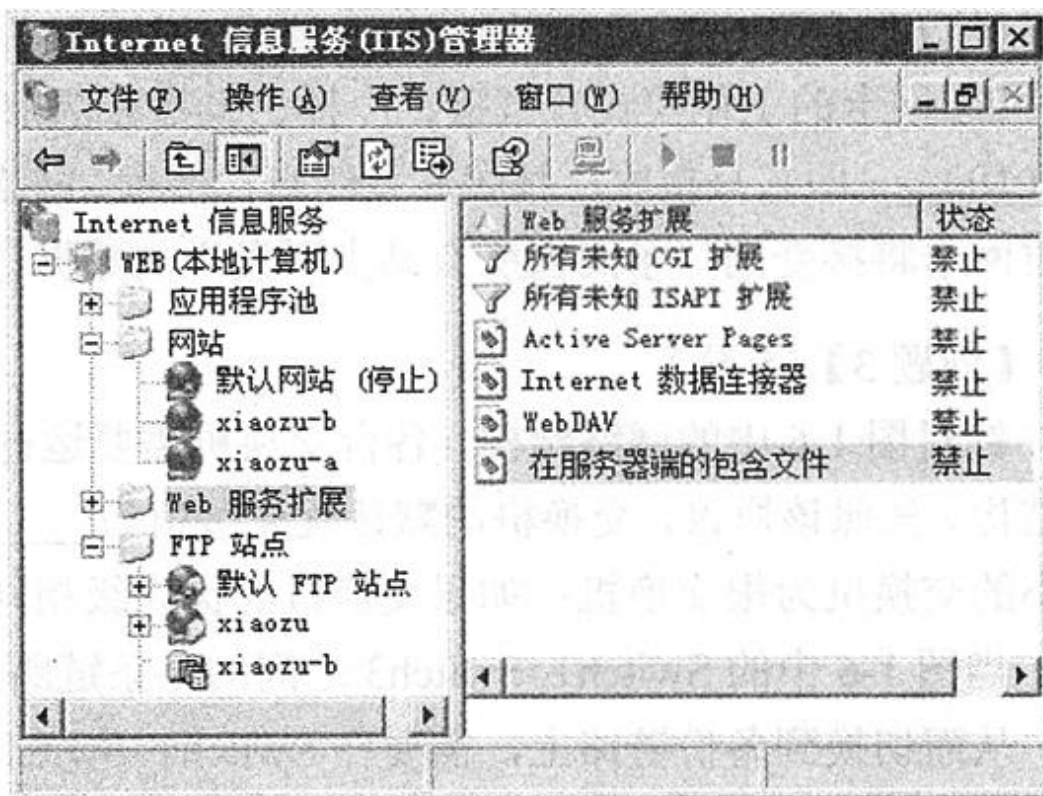 Internet 信息服务(IIS)管理器
文件(F) 操作(A) 查看(V) 窗口(W) 帮助(H)
Internet 信息服务
WEB(本地计算机)
应用程序池
网站
默认网站 (停止)
xiaozu-b
xiaozu-a
Web 服务扩展
FTP 站点
默认 FTP 站点
xiaozu
xiaozu-b
Web 服务扩展 状态
所有未知 CGI 扩展 禁止
所有未知 ISAPI 扩展 禁止
Active Server Pages 禁止
Internet 数据连接器 禁止
WebDAV 禁止
在服务器端的包含文件 禁止